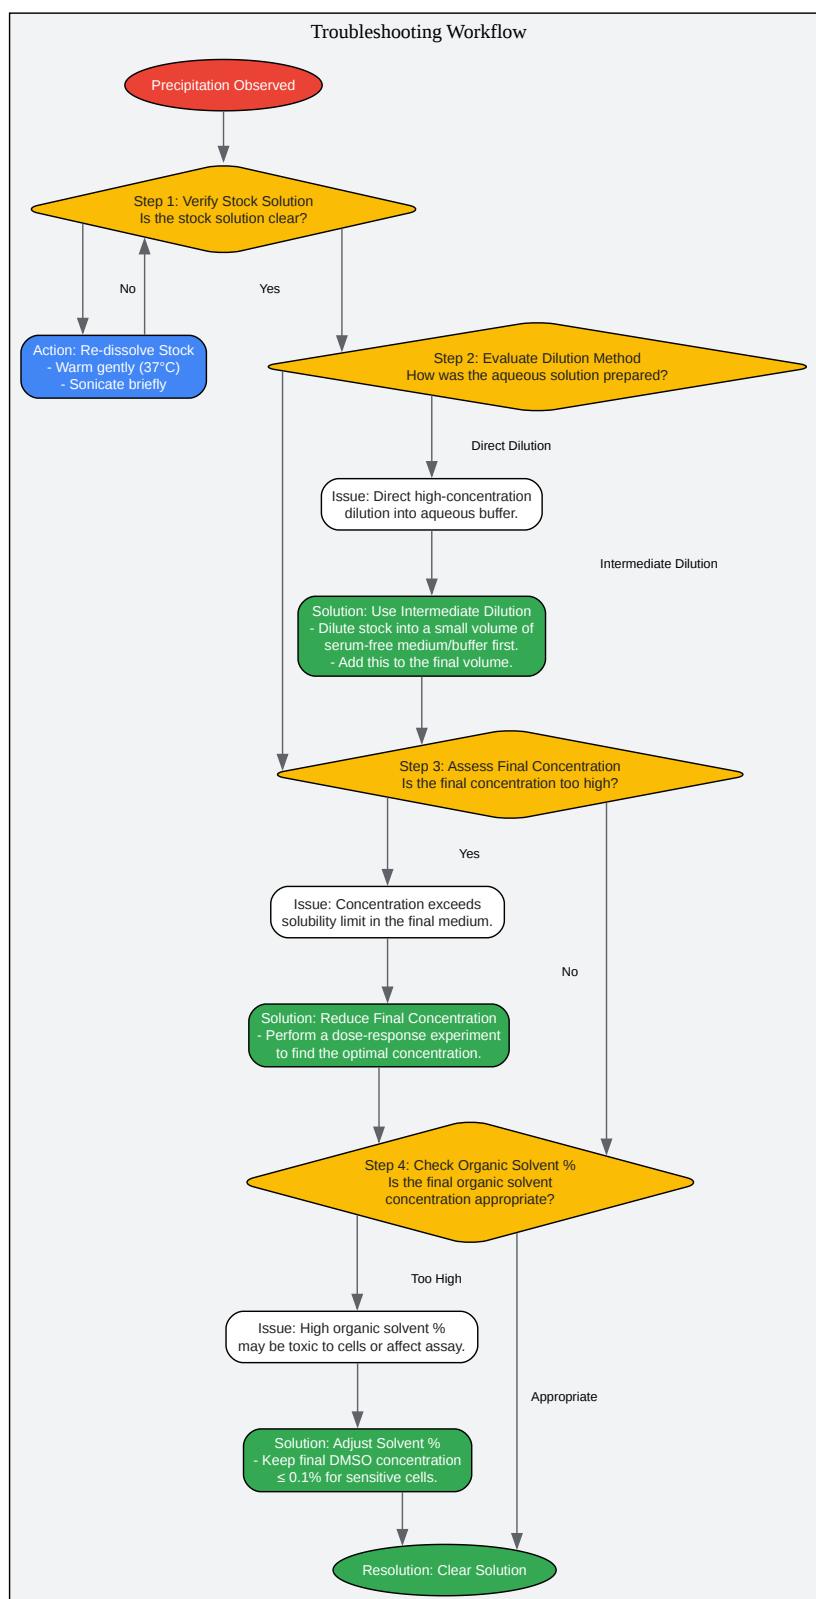 Troubleshooting Workflow
Precipitation Observed
Step 1: Verify Stock Solution
Is the stock solution clear?
No
Yes
Action: Re-dissolve Stock
- Warm gently (37°C)
- Sonicate briefly
Step 2: Evaluate Dilution Method
How was the aqueous solution prepared?
Direct Dilution
Issue: Direct high-concentration
dilution into aqueous buffer.
Intermediate Dilution
Solution: Use Intermediate Dilution
- Dilute stock into a small volume of
serum-free medium/buffer first.
- Add this to the final volume.
Step 3: Assess Final Concentration
Is the final concentration too high?
Yes
Issue: Concentration exceeds
solubility limit in the final medium.
No
Solution: Reduce Final Concentration
- Perform a dose-response experiment
to find the optimal concentration.
Step 4: Check Organic Solvent %
Is the final organic solvent
concentration appropriate?
Too High
Issue: High organic solvent %
may be toxic to cells or affect assay.
Appropriate
Solution: Adjust Solvent %
- Keep final DMSO concentration
≤ 0.1% for sensitive cells.
Resolution: Clear Solution